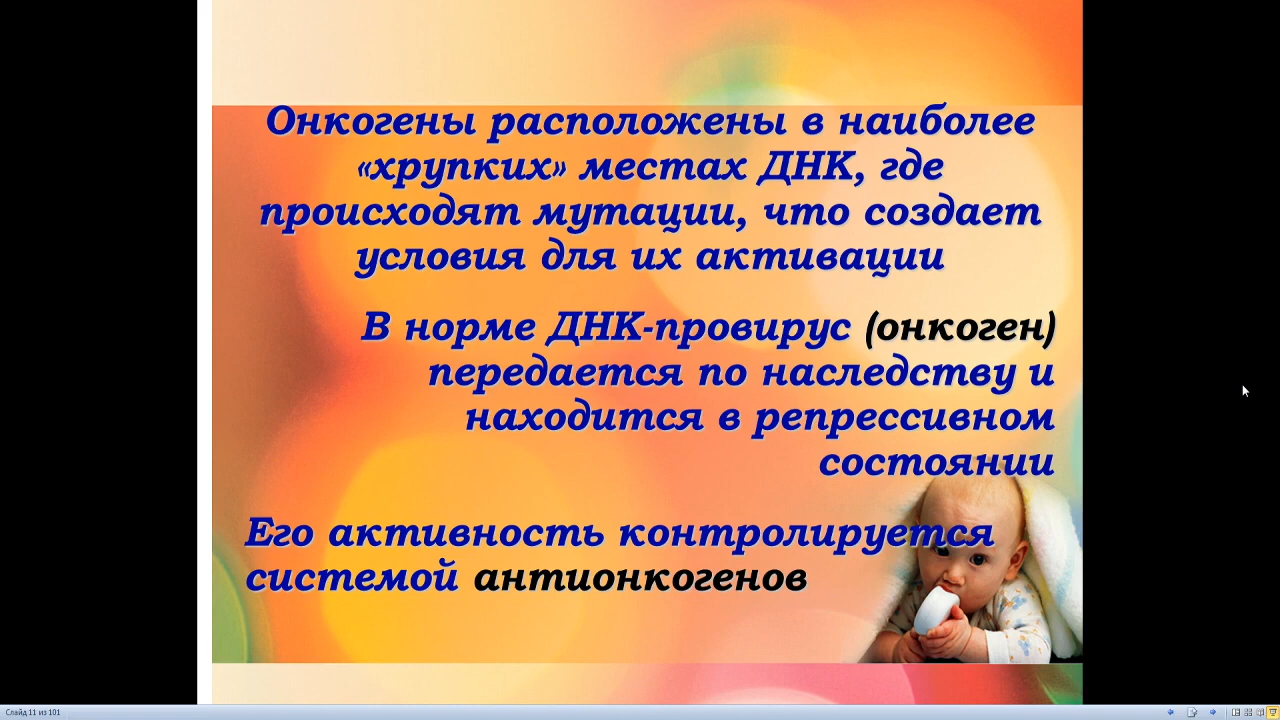 Онкогены расположены в наиболее
«хрупких» местах ДНК, где
происходят мутации, что создает
условия для их активации
В норме ДНК-провирус (онкоген)
передается по наследству и
находится в репрессивном
состоянии
Его активность контролируется
системой антионкогенов
Слайд 11 из 101